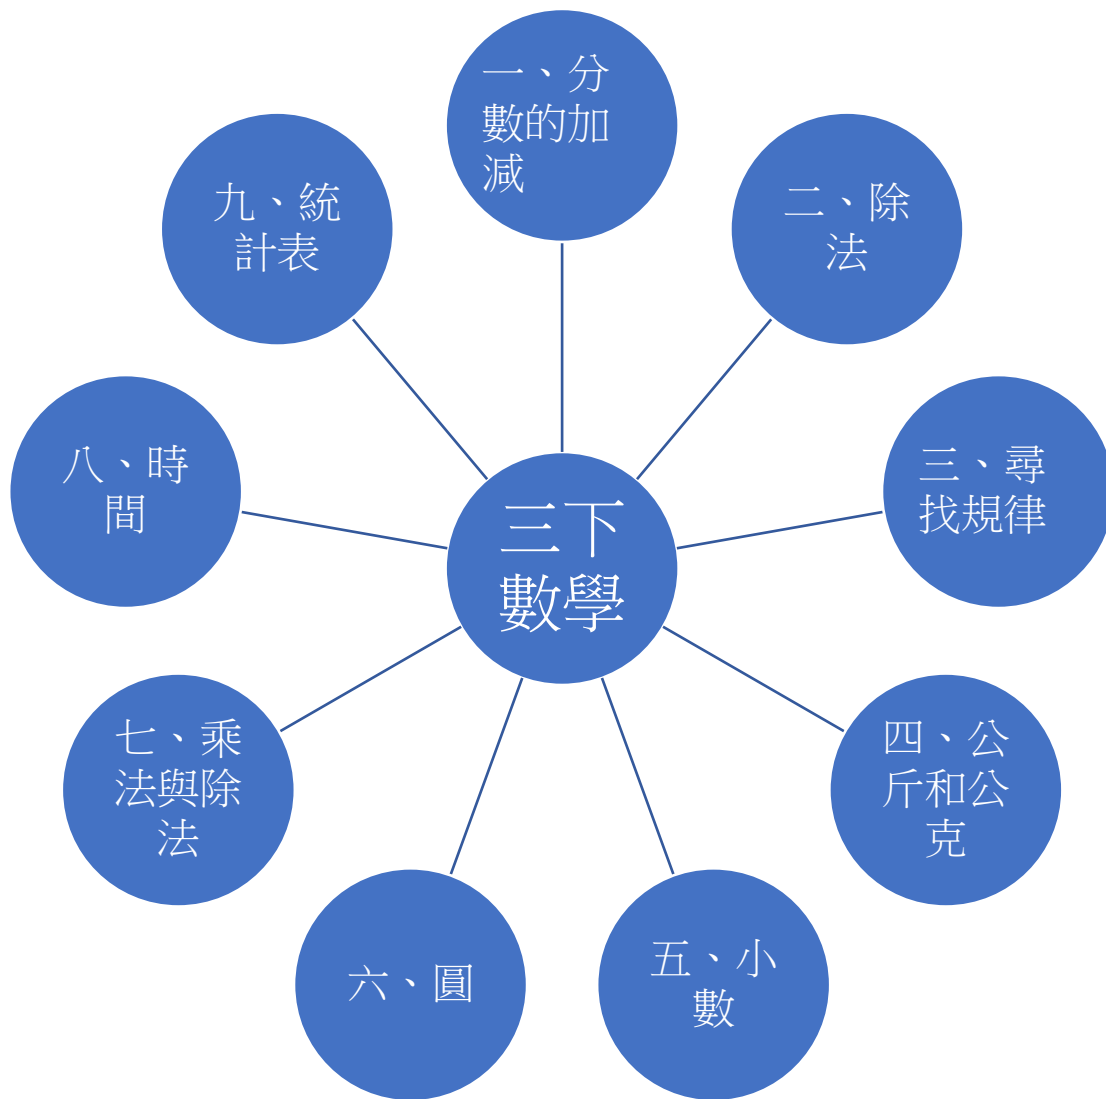 三下
數學
一、分
數的加
減
二、除
法
三、尋
找規律
四、公
斤和公
克
五、小
數
六、圓
七、乘
法與除
法
八、時
間
九、統
計表